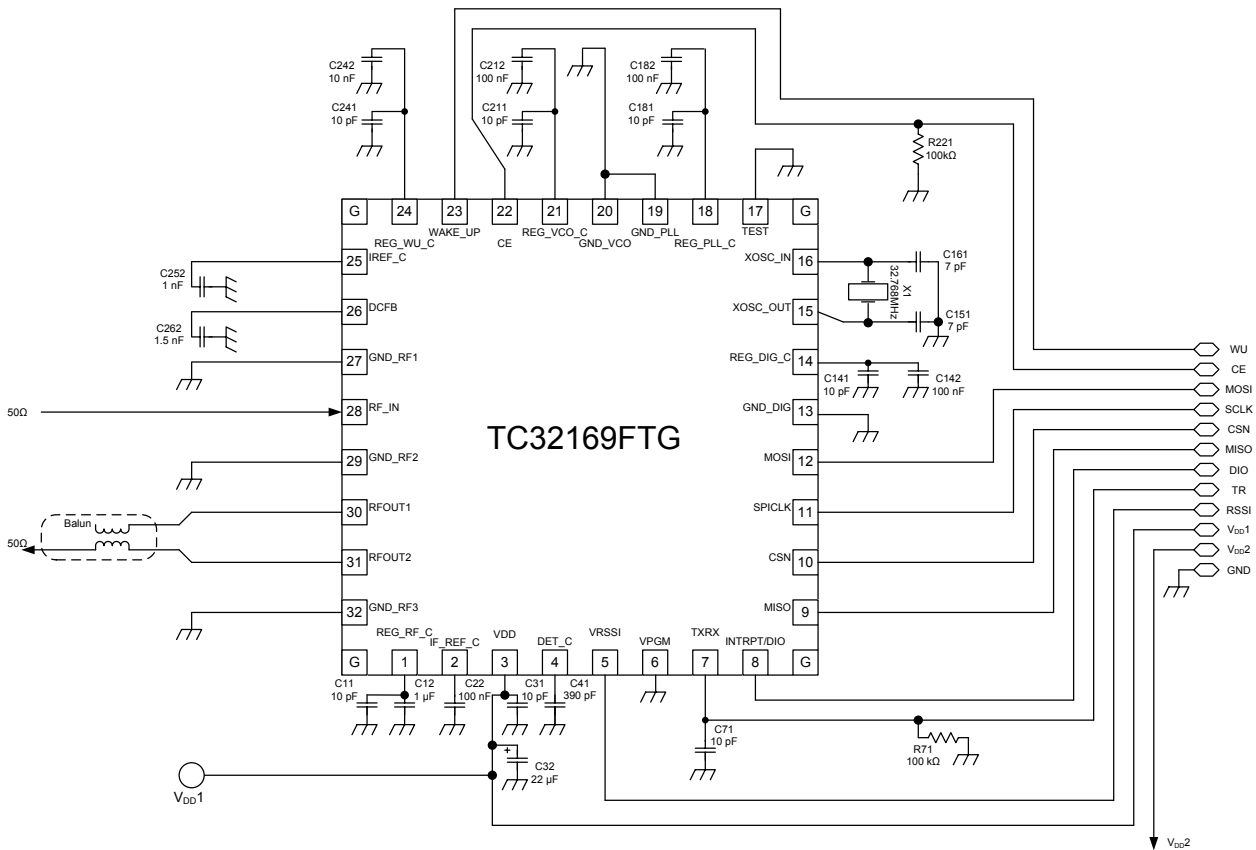 C242
10 nF
C241
10 pF
C212
100 nF
C211
10 pF
C182
100 nF
C181
10 pF
R221
100kΩ
G
24
23
22
21
20
19
18
17
G
REG_WU_C
WAKE_UP
CE
REG_VCO_C
GND_VCO
GND_PLL
REG_PLL_C
TEST
C252
1 nF
25
IREF_C
C262
1.5 nF
26
DCFB
27
GND_RF1
50Ω
28
RF_IN
29
GND_RF2
Balun
50Ω
30
RFOUT1
31
RFOUT2
32
GND_RF3
TC32169FTG
XOSC_IN
16
C161
7 pF
X1
32.768MHz
XOSC_OUT
15
C151
7 pF
REG_DIG_C
14
C141
10 pF
C142
100 nF
GND_DIG
13
MOSI
12
SPICLK
11
CSN
10
MISO
9
WU
CE
MOSI
SCLK
CSN
MISO
DIO
TR
RSSI
VDD1
VDD2
GND
REG_RF_C
IF_REF_C
VDD
DET_C
VRSSI
VPGM
TXRX
INTRPT/DIO
G
1
2
3
4
5
6
7
8
G
C11
10 pF
C12
1 µF
C22
100 nF
C31
10 pF
C41
390 pF
C71
10 pF
R71
100 kΩ
+
C32
22 µF
VDD1
VDD2